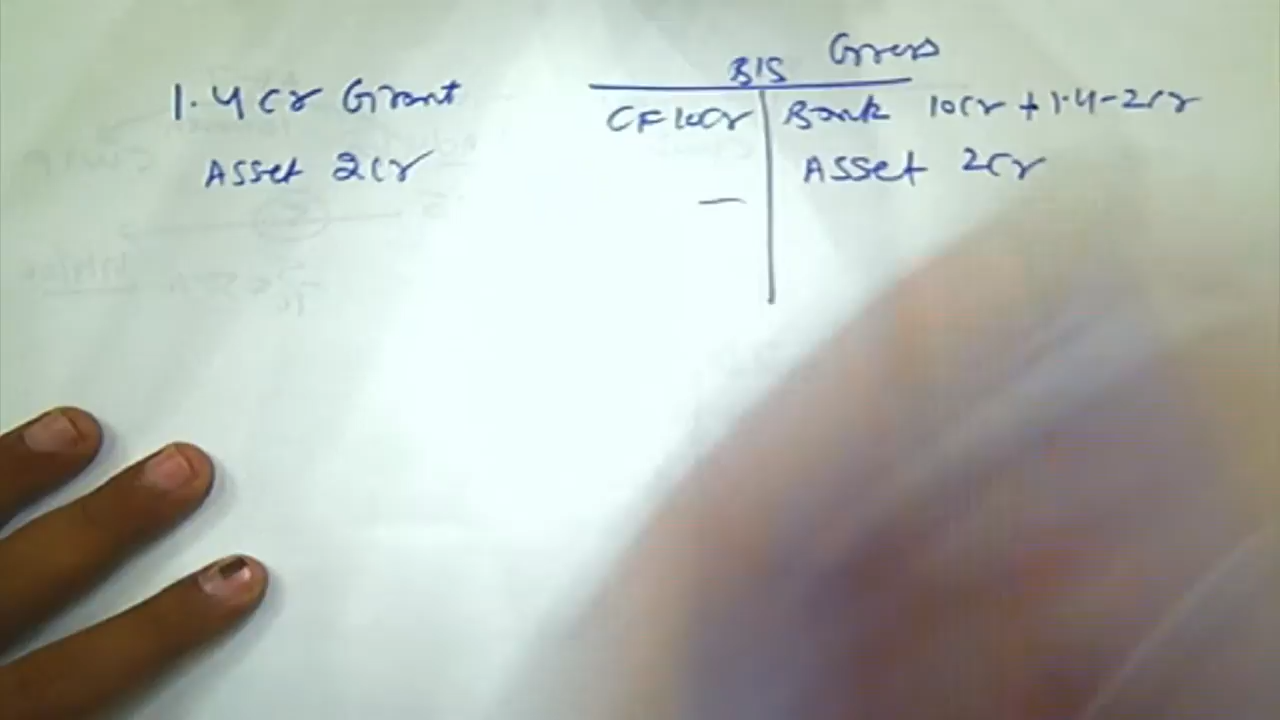 1.4 cr Grant
Asset 2cr
B/S Gross
CF 10Cr Bank 10Cr + 1.4 - 2Cr
Asset 2Cr
—